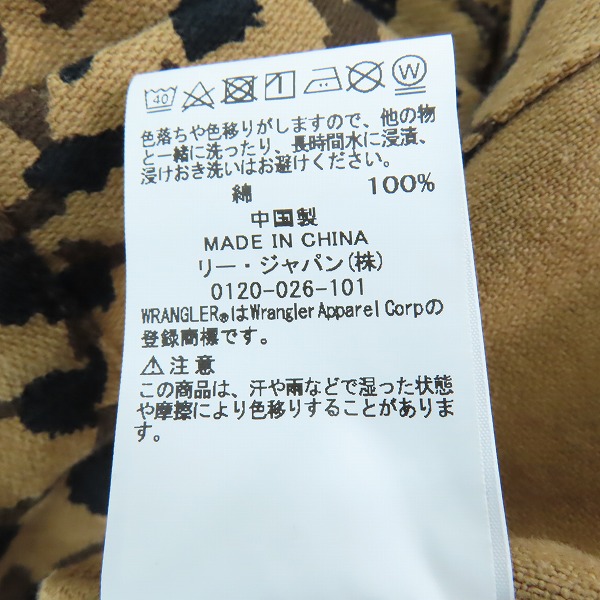 40 W
色落ちや色移りがしますので、他の物
と一緒に洗ったり、長時間水に浸漬、
浸けおき洗いはお避けください。
綿 100%
中国製
MADE IN CHINA
リー・ジャパン(株)
0120-026-101
WRANGLER®はWrangler Apparel Corpの
登録商標です。
⚠注意
この商品は、汗や雨などで湿った状態
や摩擦により色移りすることがありま
す。